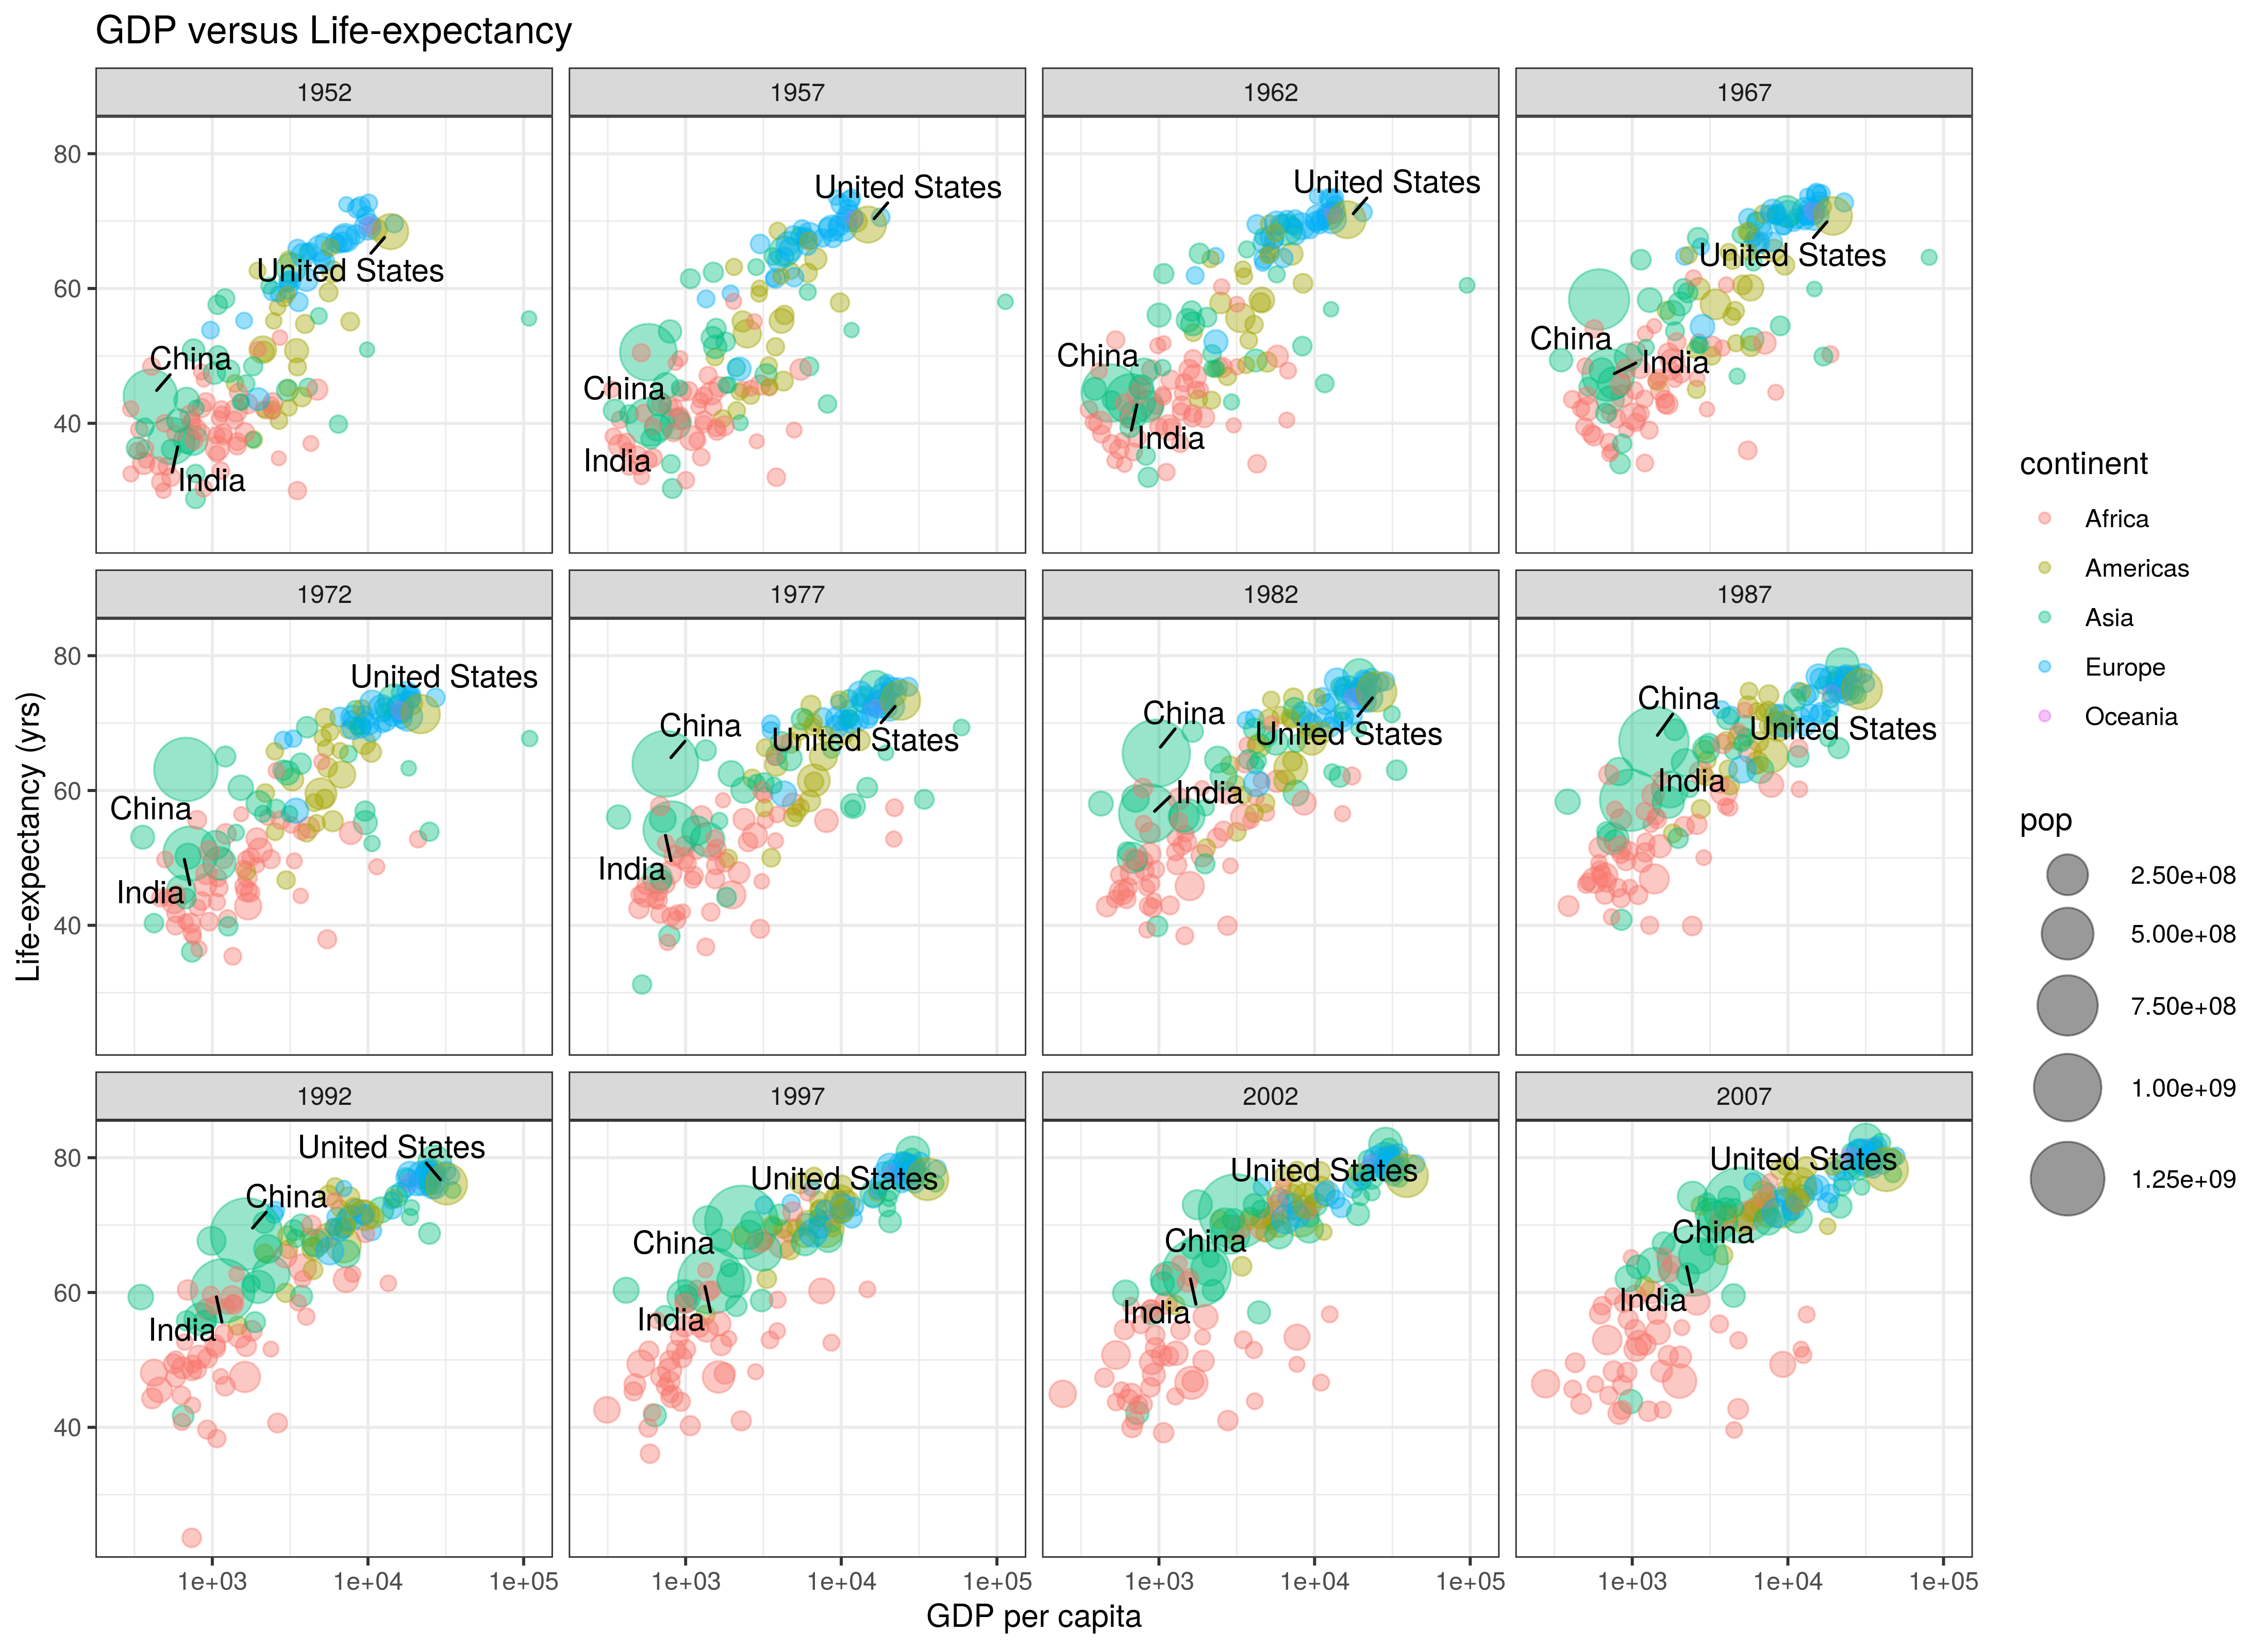 GDP versus Life-expectancy
1952
1957
1962
1967
80
60
40
United States
China
India
United States
China
India
United States
China
India
United States
China
India
1972
1977
1982
1987
80
60
40
United States
China
India
China
United States
India
China
United States
India
China
United States
India
1992
1997
2002
2007
80
60
40
United States
China
India
United States
China
India
United States
China
India
United States
China
India
1e+03
1e+04
1e+05
1e+03
1e+04
1e+05
1e+03
1e+04
1e+05
1e+03
1e+04
1e+05
GDP per capita
Life-expectancy (yrs)
continent
Africa
Americas
Asia
Europe
Oceania
pop
2.50e+08
5.00e+08
7.50e+08
1.00e+09
1.25e+09